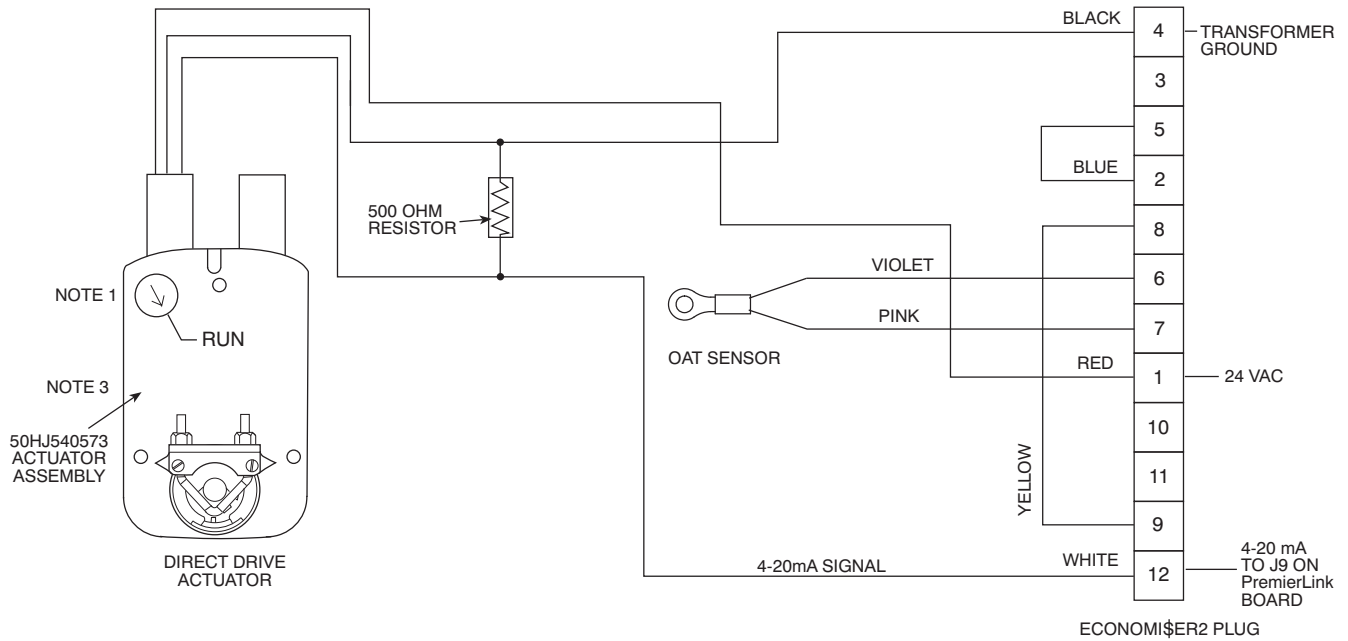 BLACK
4
TRANSFORMER
GROUND
3
5
BLUE
2
8
500 OHM
RESISTOR
VIOLET
6
NOTE 1
RUN
PINK
7
OAT SENSOR
RED
1
24 VAC
NOTE 3
10
50HJ540573
ACTUATOR
ASSEMBLY
11
YELLOW
9
DIRECT DRIVE
ACTUATOR
4-20mA SIGNAL
WHITE
12
4-20 mA
TO J9 ON
PremierLink
BOARD
ECONOMI$ER2 PLUG